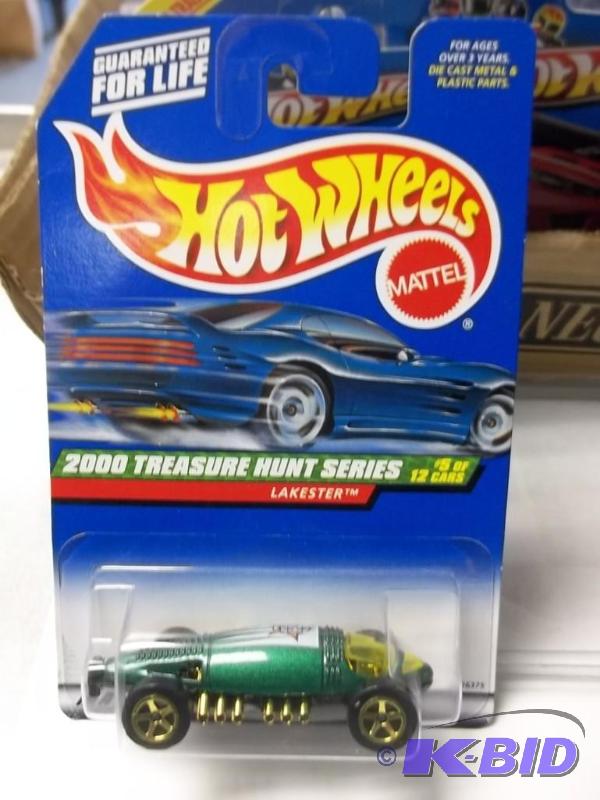 GUARANTEED
FOR LIFE
FOR AGES
OVER 3 YEARS.
DIE CAST METAL &
PLASTIC PARTS.
HOT WHEELS
MATTEL
®
2000 TREASURE HUNT SERIES
#5 OF
12 CARS
LAKESTER™
© K-BID